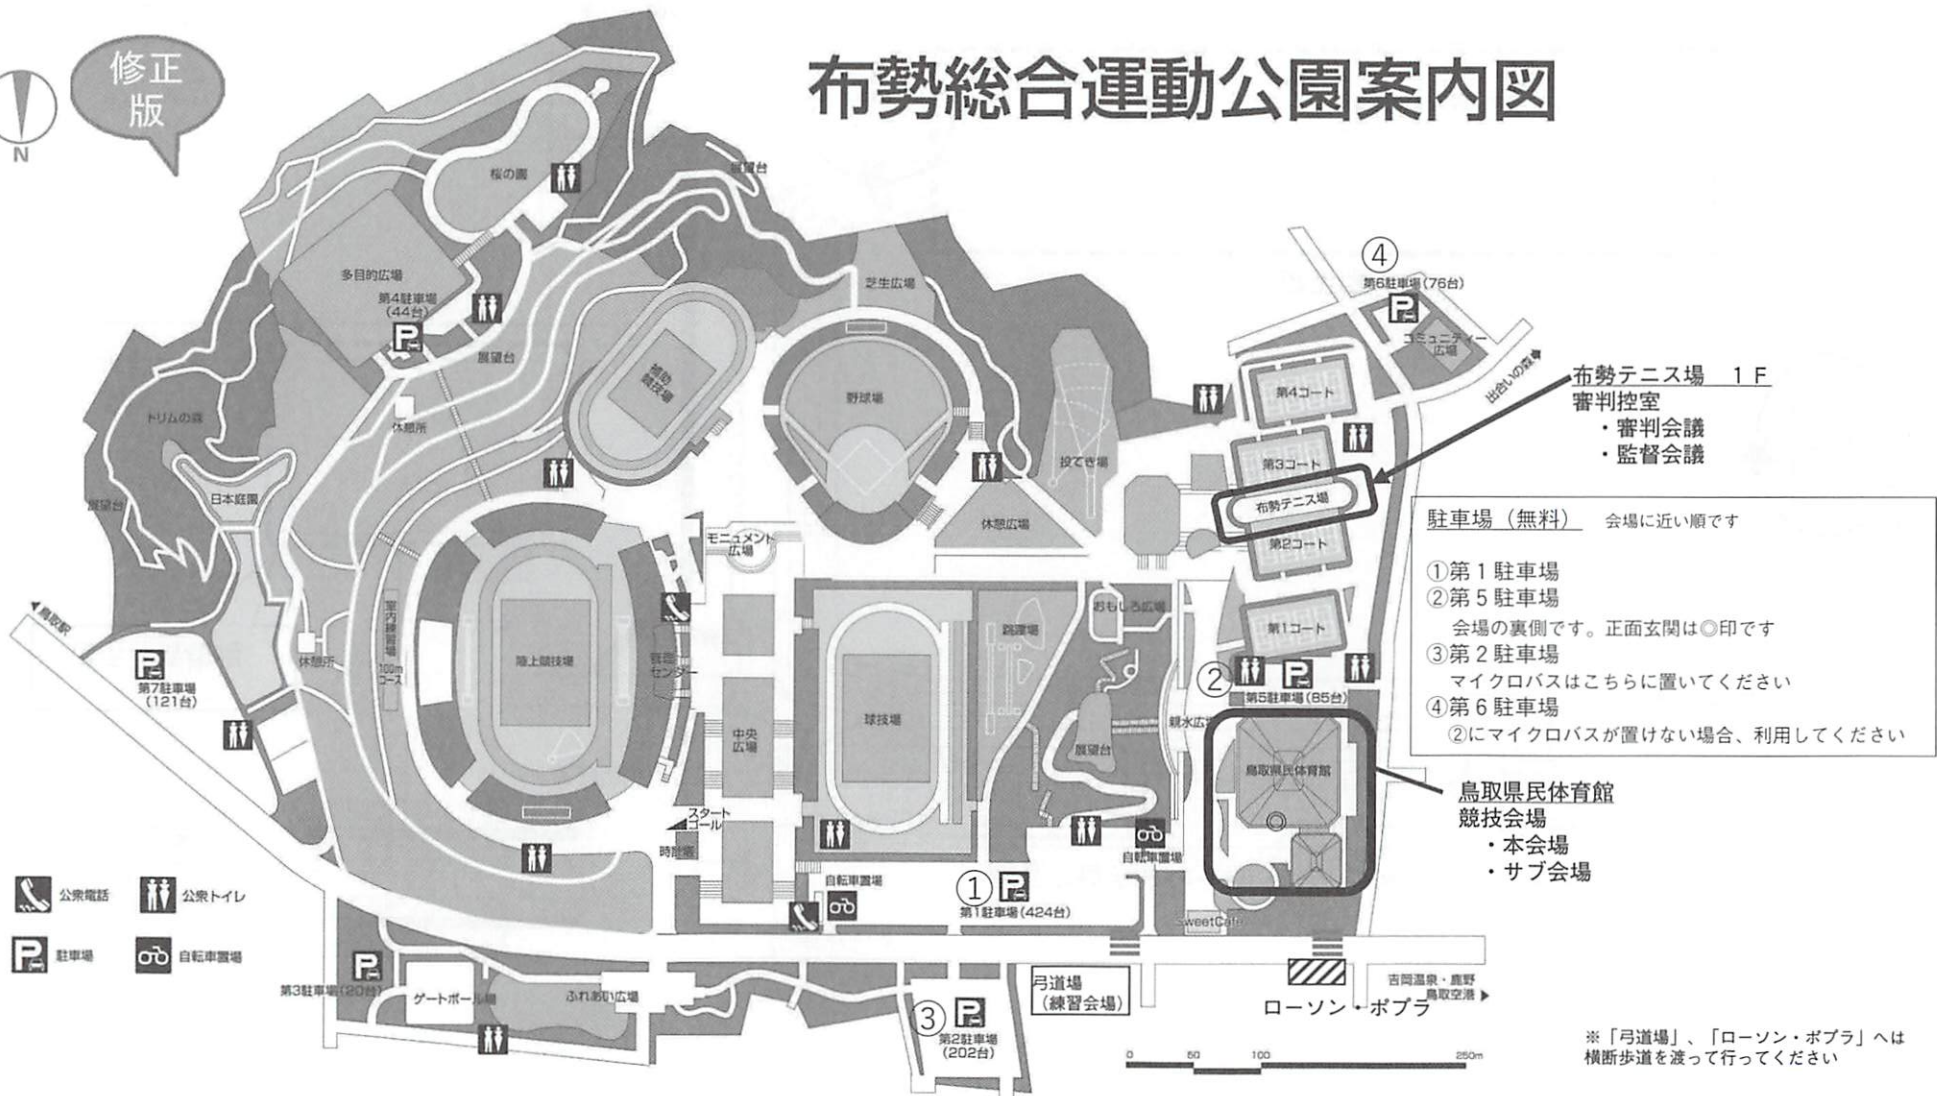 布勢総合運動公園案内図
修正
版
N
桜の園
展望台
多目的広場
第4駐車場
(44台)
展望台
芝生広場
④
第6駐車場(76台)
コミュニティー
広場
出合いの森
補助
競技場
野球場
第4コート
布勢テニス場 1F
審判控室
・審判会議
・監督会議
ドリムの森
休憩所
投てき場
第3コート
布勢テニス場
第2コート
展望台
日本庭園
モニュメント
広場
休憩広場
駐車場(無料) 会場に近い順です
①第1駐車場
②第5駐車場
会場の裏側です。正面玄関は◎印です
③第2駐車場
マイクロバスはこちらに置いてください
④第6駐車場
②にマイクロバスが置けない場合、利用してください
鳥取駅
室内練習場
100m
コース
休憩所
陸上競技場
管理
センター
跳躍場
おもしろ広場
第1コート
第7駐車場
(121台)
②
第5駐車場(85台)
中央
広場
球技場
展望台
親水広場
鳥取県民体育館
鳥取県民体育館
競技会場
・本会場
・サブ会場
スタート
ゴール
時計塔
自転車置場
自転車置場
①
第1駐車場(424台)
SweetCafe
公衆電話
公衆トイレ
駐車場
自転車置場
第3駐車場(20台)
ゲートボール場
ふれあい広場
③
第2駐車場
(202台)
弓道場
(練習会場)
ローソン・ポプラ
吉岡温泉・鹿野
鳥取空港
0 50 100 250m
※「弓道場」、「ローソン・ポプラ」へは
横断歩道を渡って行ってください